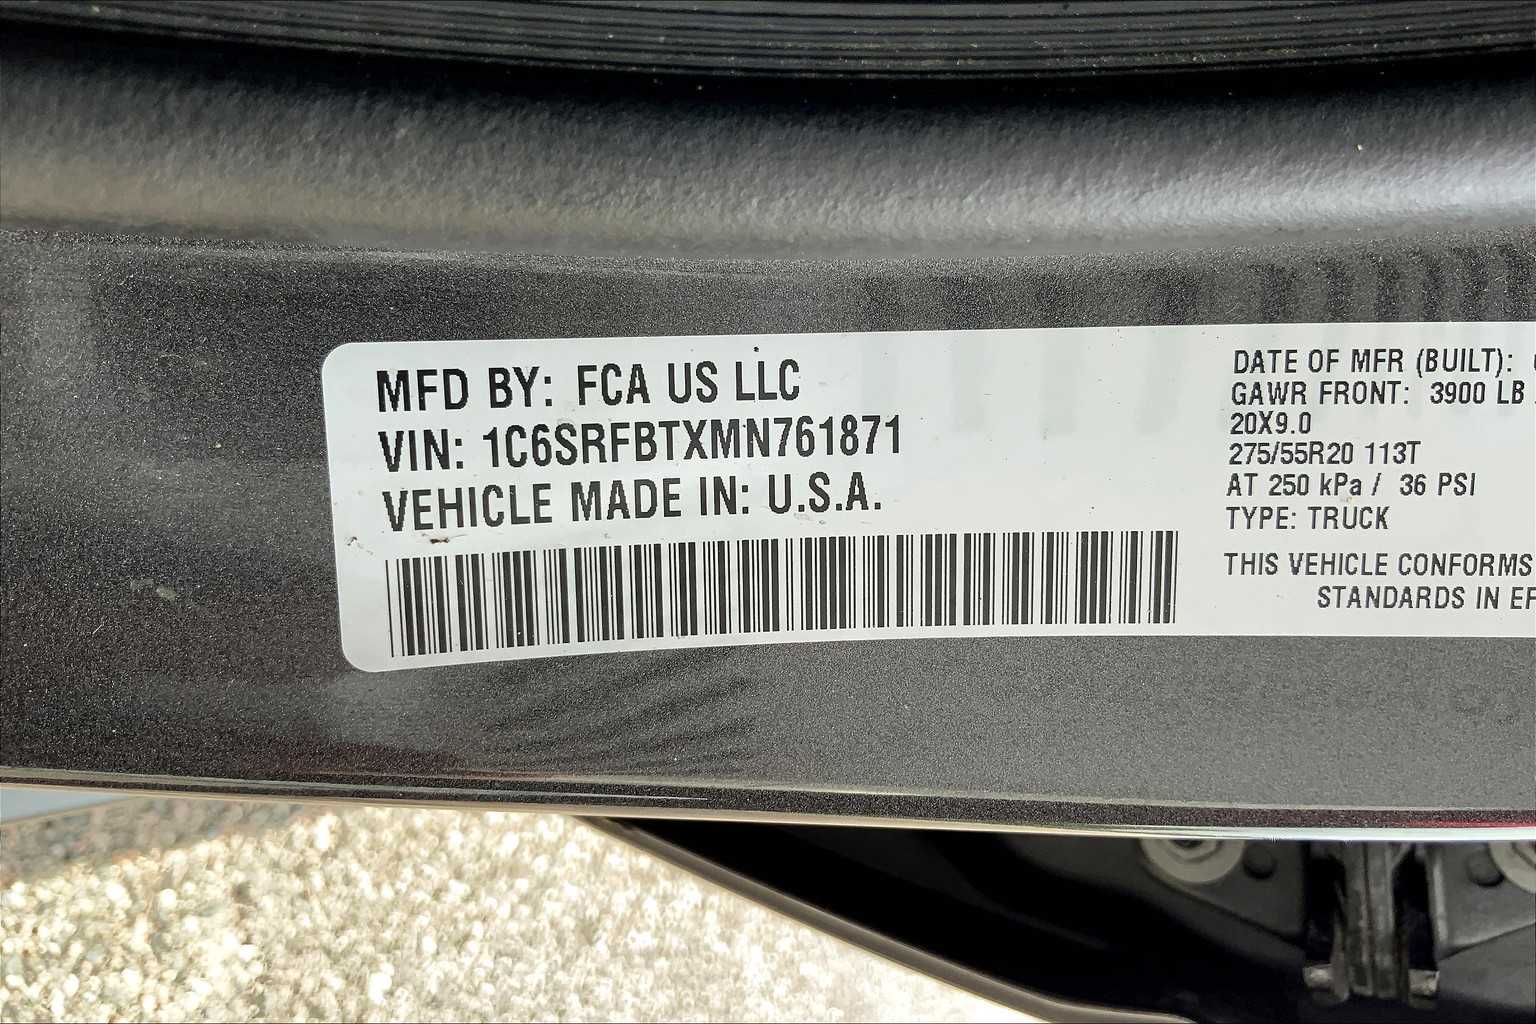 MFD BY: FCA US LLC
VIN: 1C6SRFBTXMN761871
VEHICLE MADE IN: U.S.A.
DATE OF MFR (BUILT):
GAWR FRONT: 3900 LB
20X9.0
275/55R20 113T
AT 250 kPa / 36 PSI
TYPE: TRUCK
THIS VEHICLE CONFORMS
STANDARDS IN